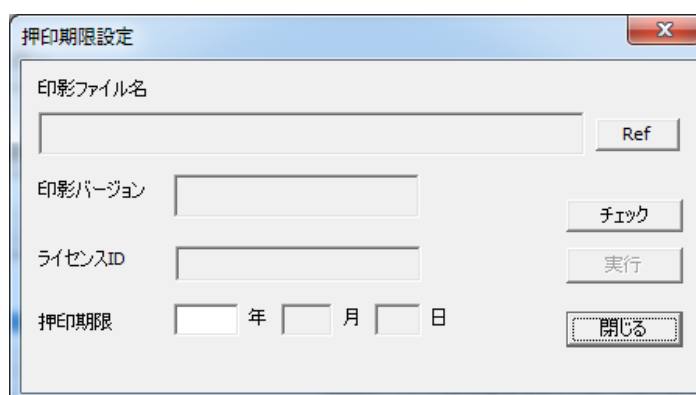 押印期限設定
印影ファイル名
Ref
印影バージョン
チェック
ライセンスID
実行
押印期限 年 月 日
閉じる